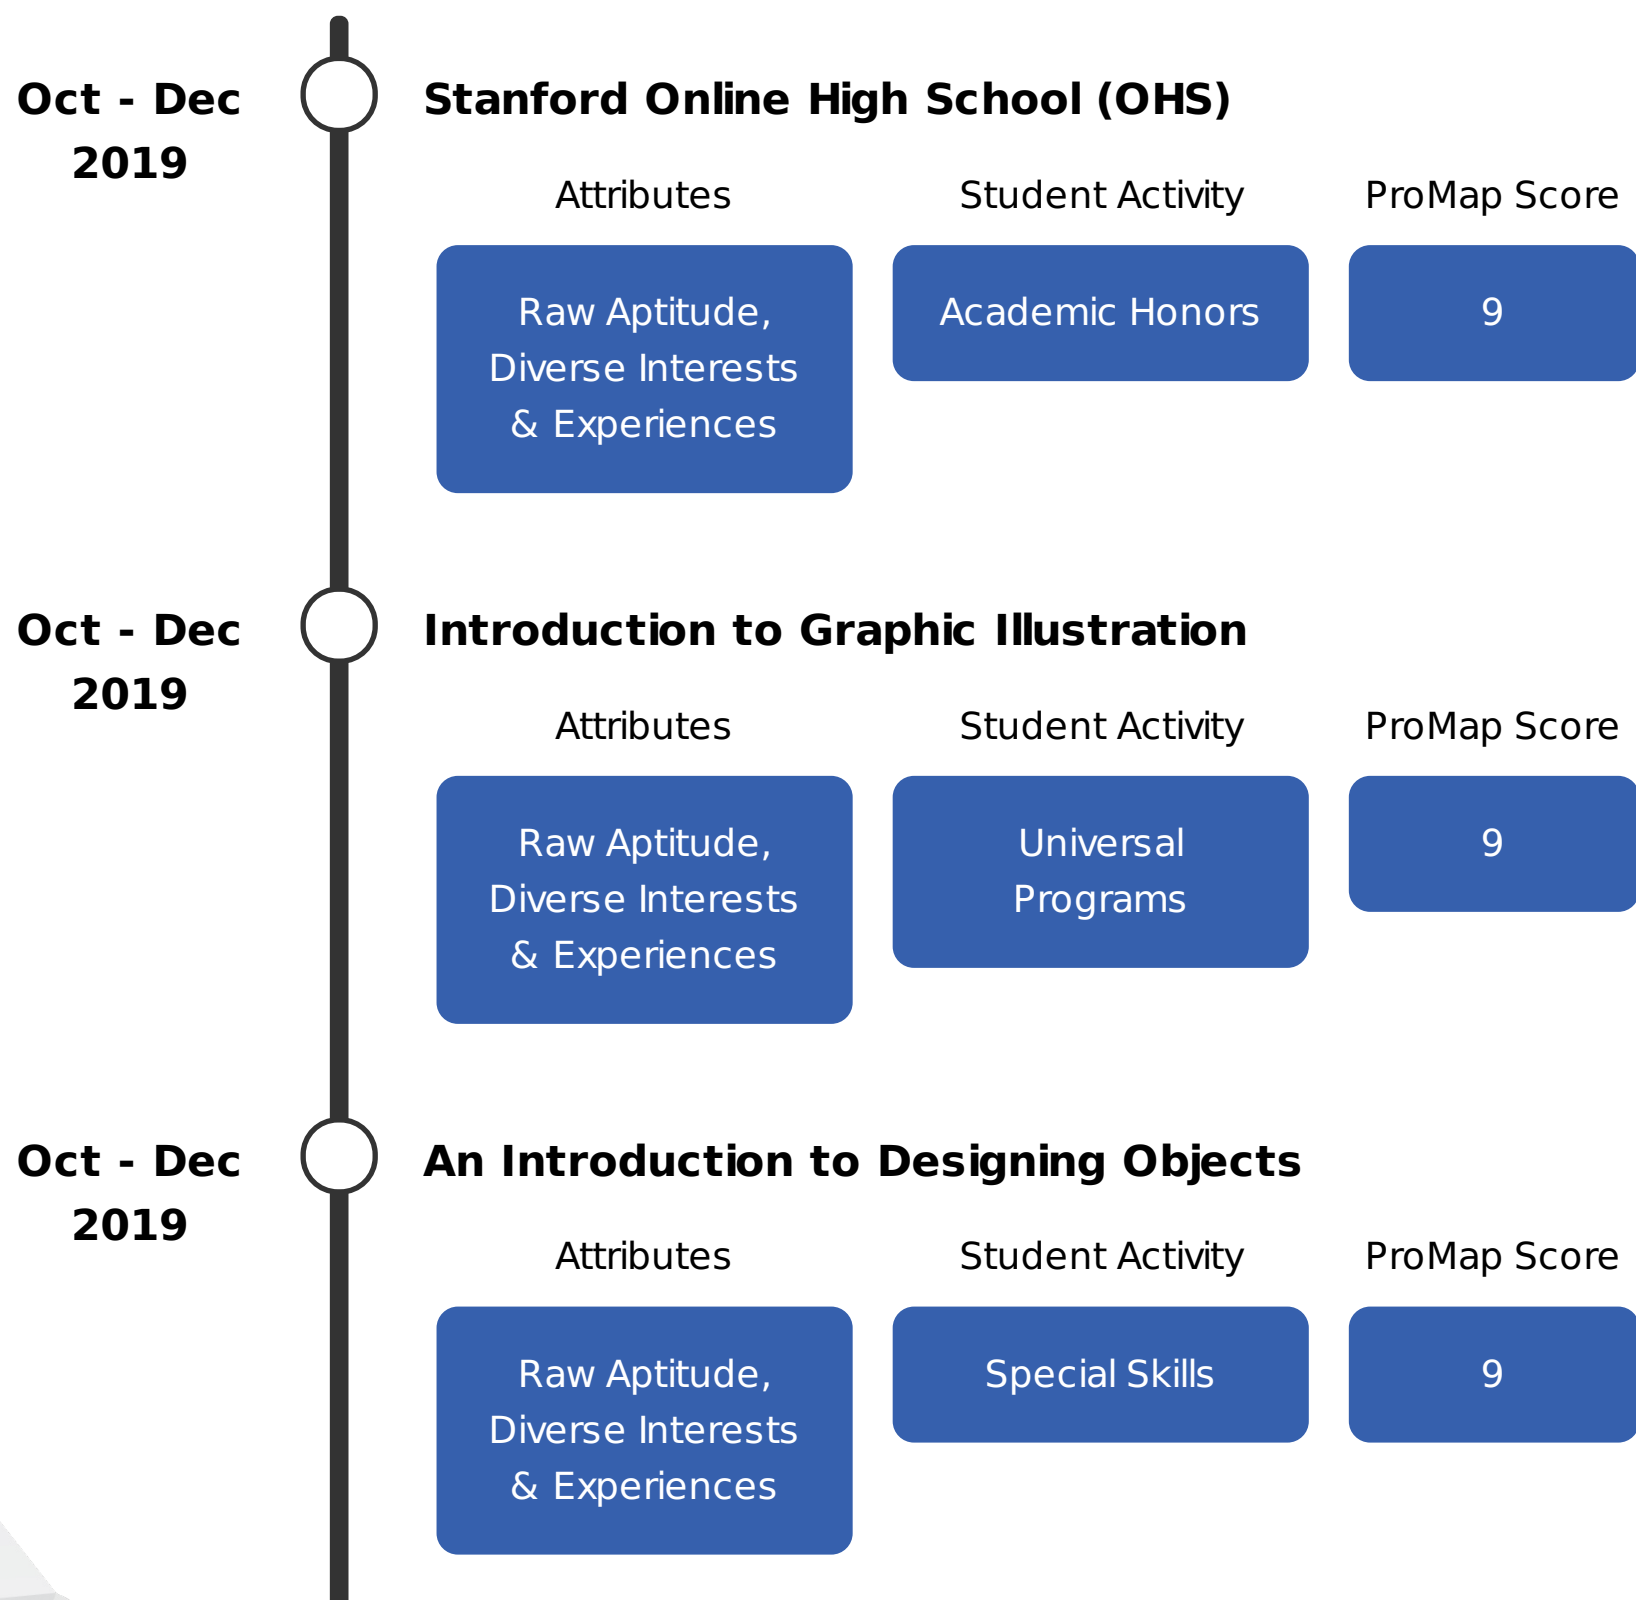 Oct - Dec
2019
Stanford Online High School (OHS)
Attributes
Student Activity
ProMap Score
Raw Aptitude,
Diverse Interests
& Experiences
Academic Honors
9
Oct - Dec
2019
Introduction to Graphic Illustration
Attributes
Student Activity
ProMap Score
Raw Aptitude,
Diverse Interests
& Experiences
Universal
Programs
9
Oct - Dec
2019
An Introduction to Designing Objects
Attributes
Student Activity
ProMap Score
Raw Aptitude,
Diverse Interests
& Experiences
Special Skills
9